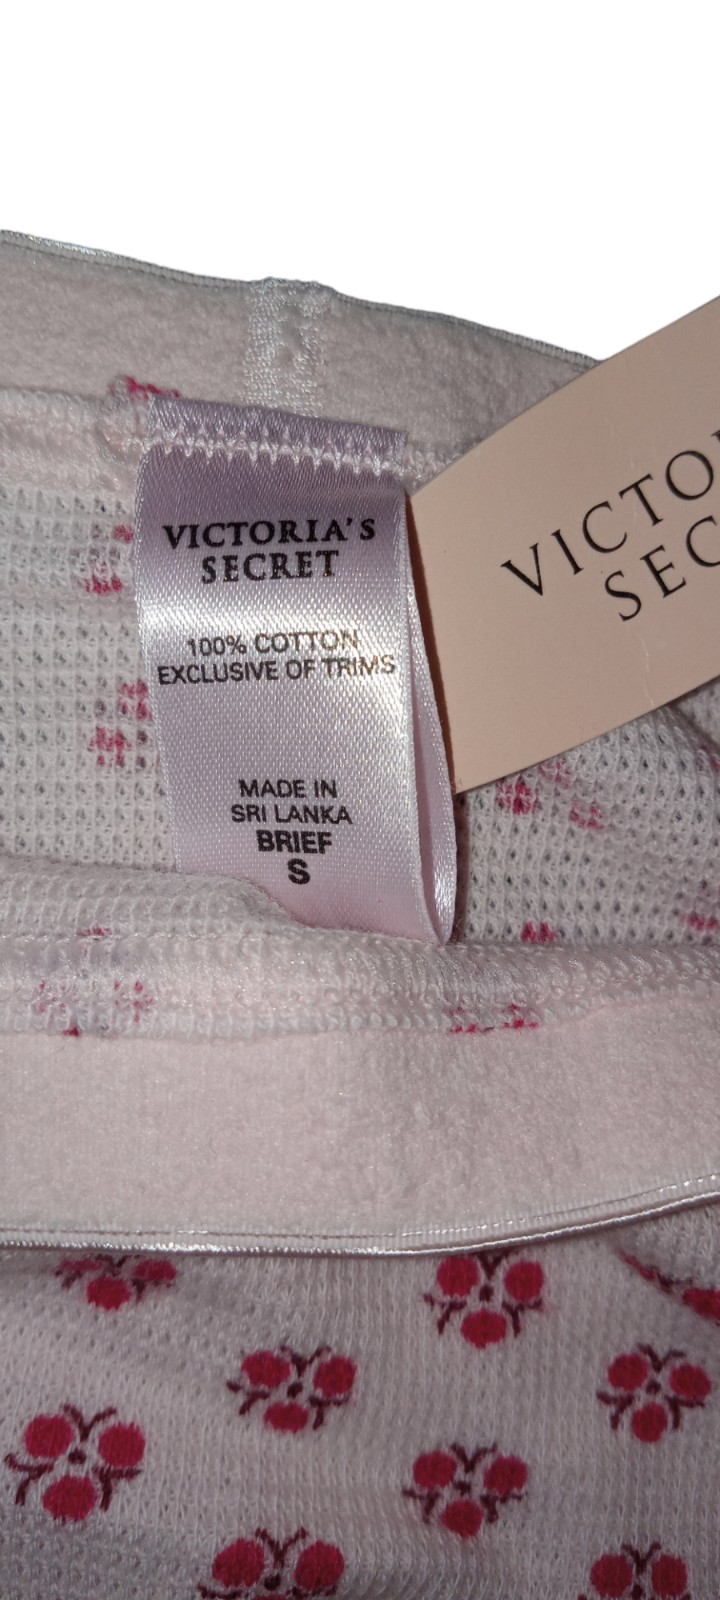 VICTORIA'S
SECRET
100% COTTON
EXCLUSIVE OF TRIMS
MADE IN
SRI LANKA
BRIEF
S